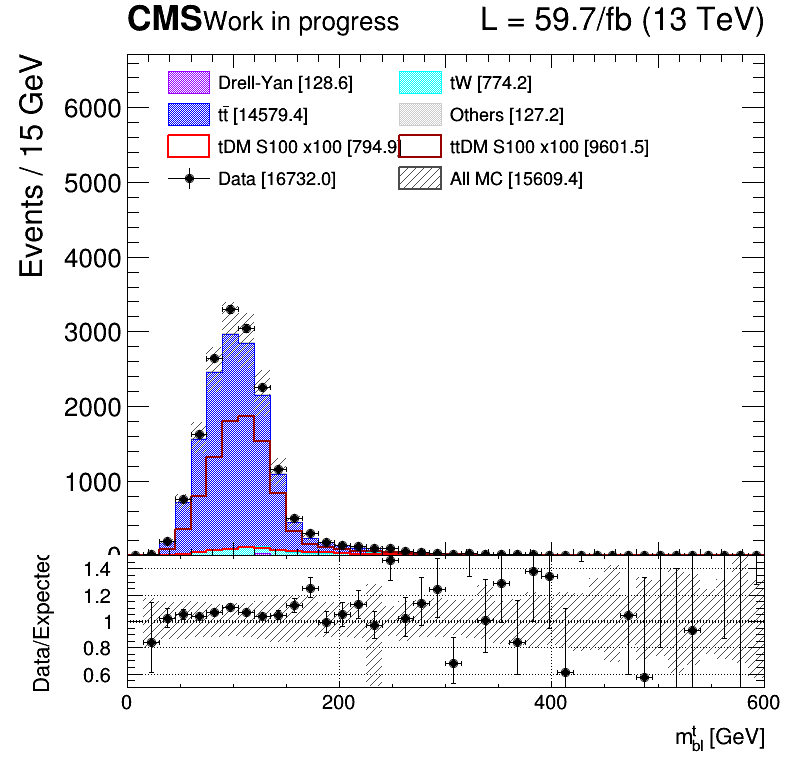 CMS Work in progress L = 59.7/fb (13 TeV)
Events / 15 GeV
6000
5000
4000
3000
2000
1000
0
Drell-Yan [128.6] tW [774.2]
tt̄ [14579.4] Others [127.2]
tDM S100 x100 [794.9] ttDM S100 x100 [9601.5]
Data [16732.0] All MC [15609.4]
Data/Expected
1.4
1.2
1
0.8
0.6
0 200 400 600
m^t_bl [GeV]